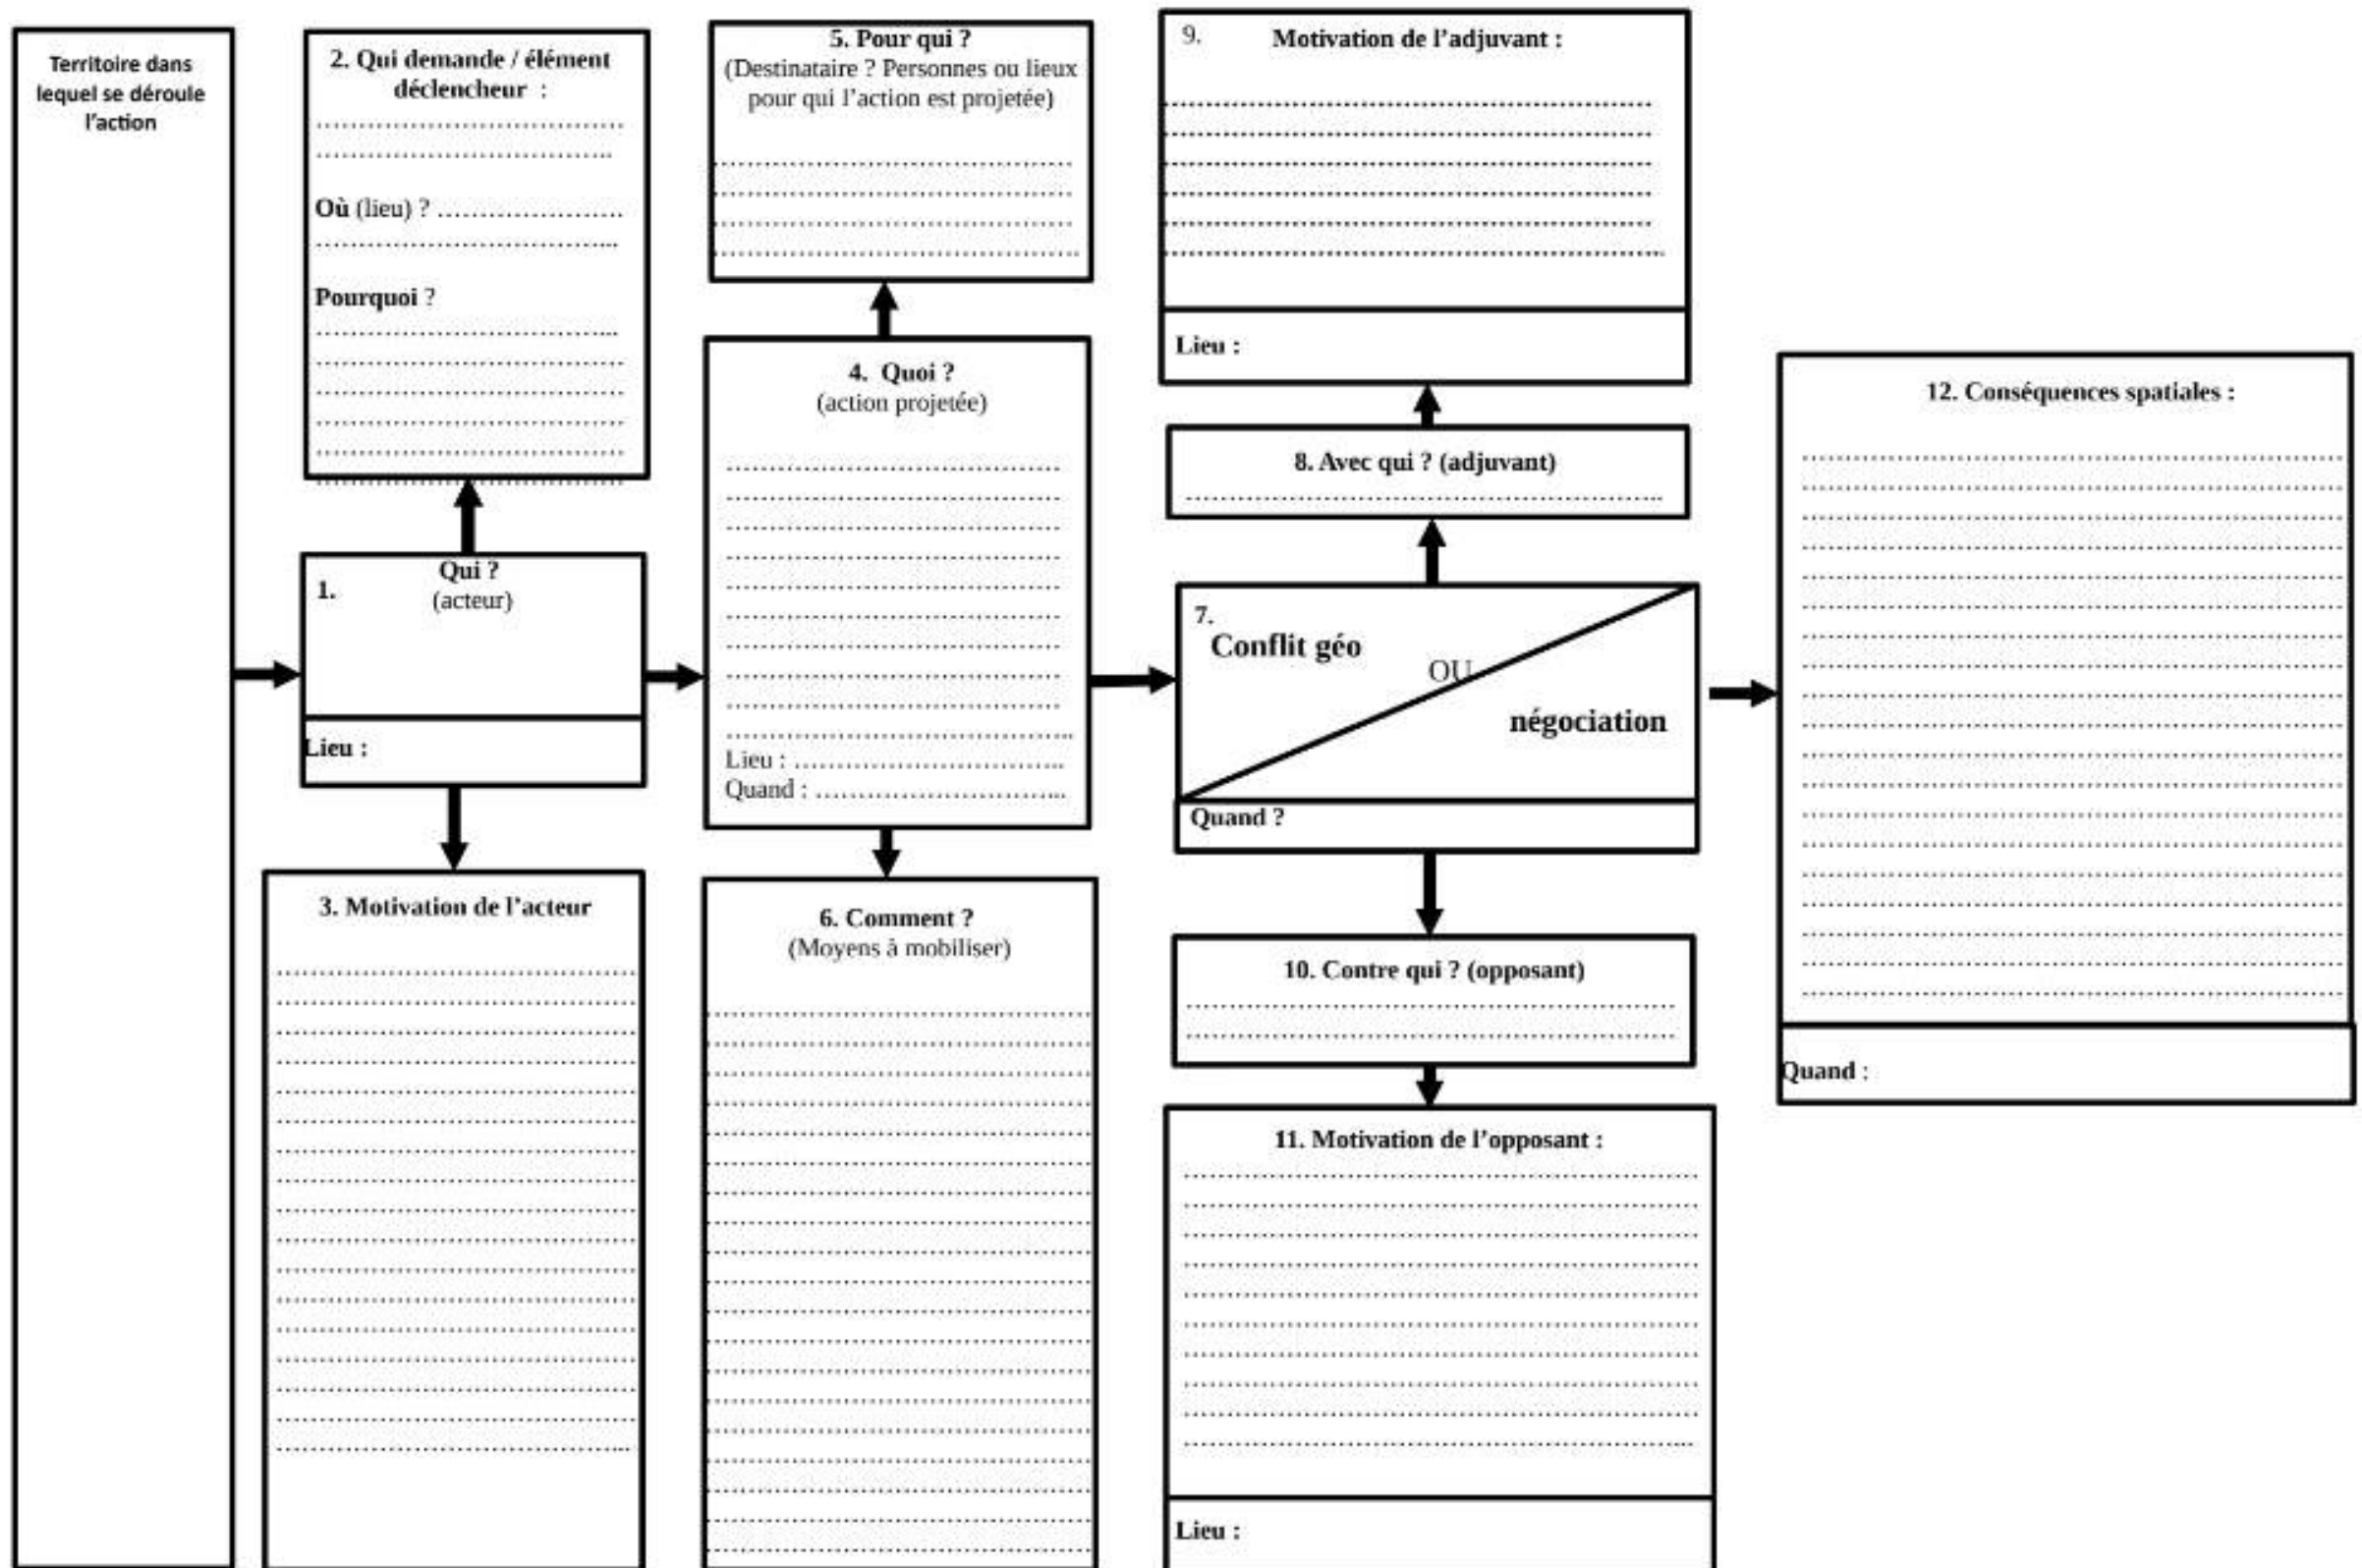 Territoire dans
lequel se déroule
l'action
2. Qui demande / élément
déclencheur :
Où (lieu) ?
Pourquoi ?
1.
Qui ?
(acteur)
Lieu :
3. Motivation de l'acteur
5. Pour qui ?
(Destinataire ? Personnes ou lieux
pour qui l'action est projetée)
4. Quoi ?
(action projetée)
Lieu :
Quand :
6. Comment ?
(Moyens à mobiliser)
9. Motivation de l'adjuvant :
Lieu :
8. Avec qui ? (adjuvant)
7.
Conflit géo
OU
négociation
Quand ?
10. Contre qui ? (opposant)
11. Motivation de l'opposant :
Lieu :
12. Conséquences spatiales :
Quand :